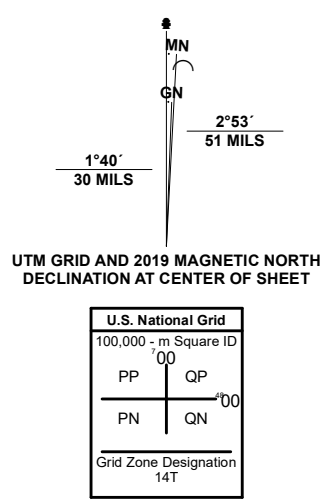 MN
GN
2°53´
51 MILS
1°40´
30 MILS
UTM GRID AND 2019 MAGNETIC NORTH
DECLINATION AT CENTER OF SHEET
U.S. National Grid
100,000 - m Square ID
700
PP QP
4800
PN QN
Grid Zone Designation
14T